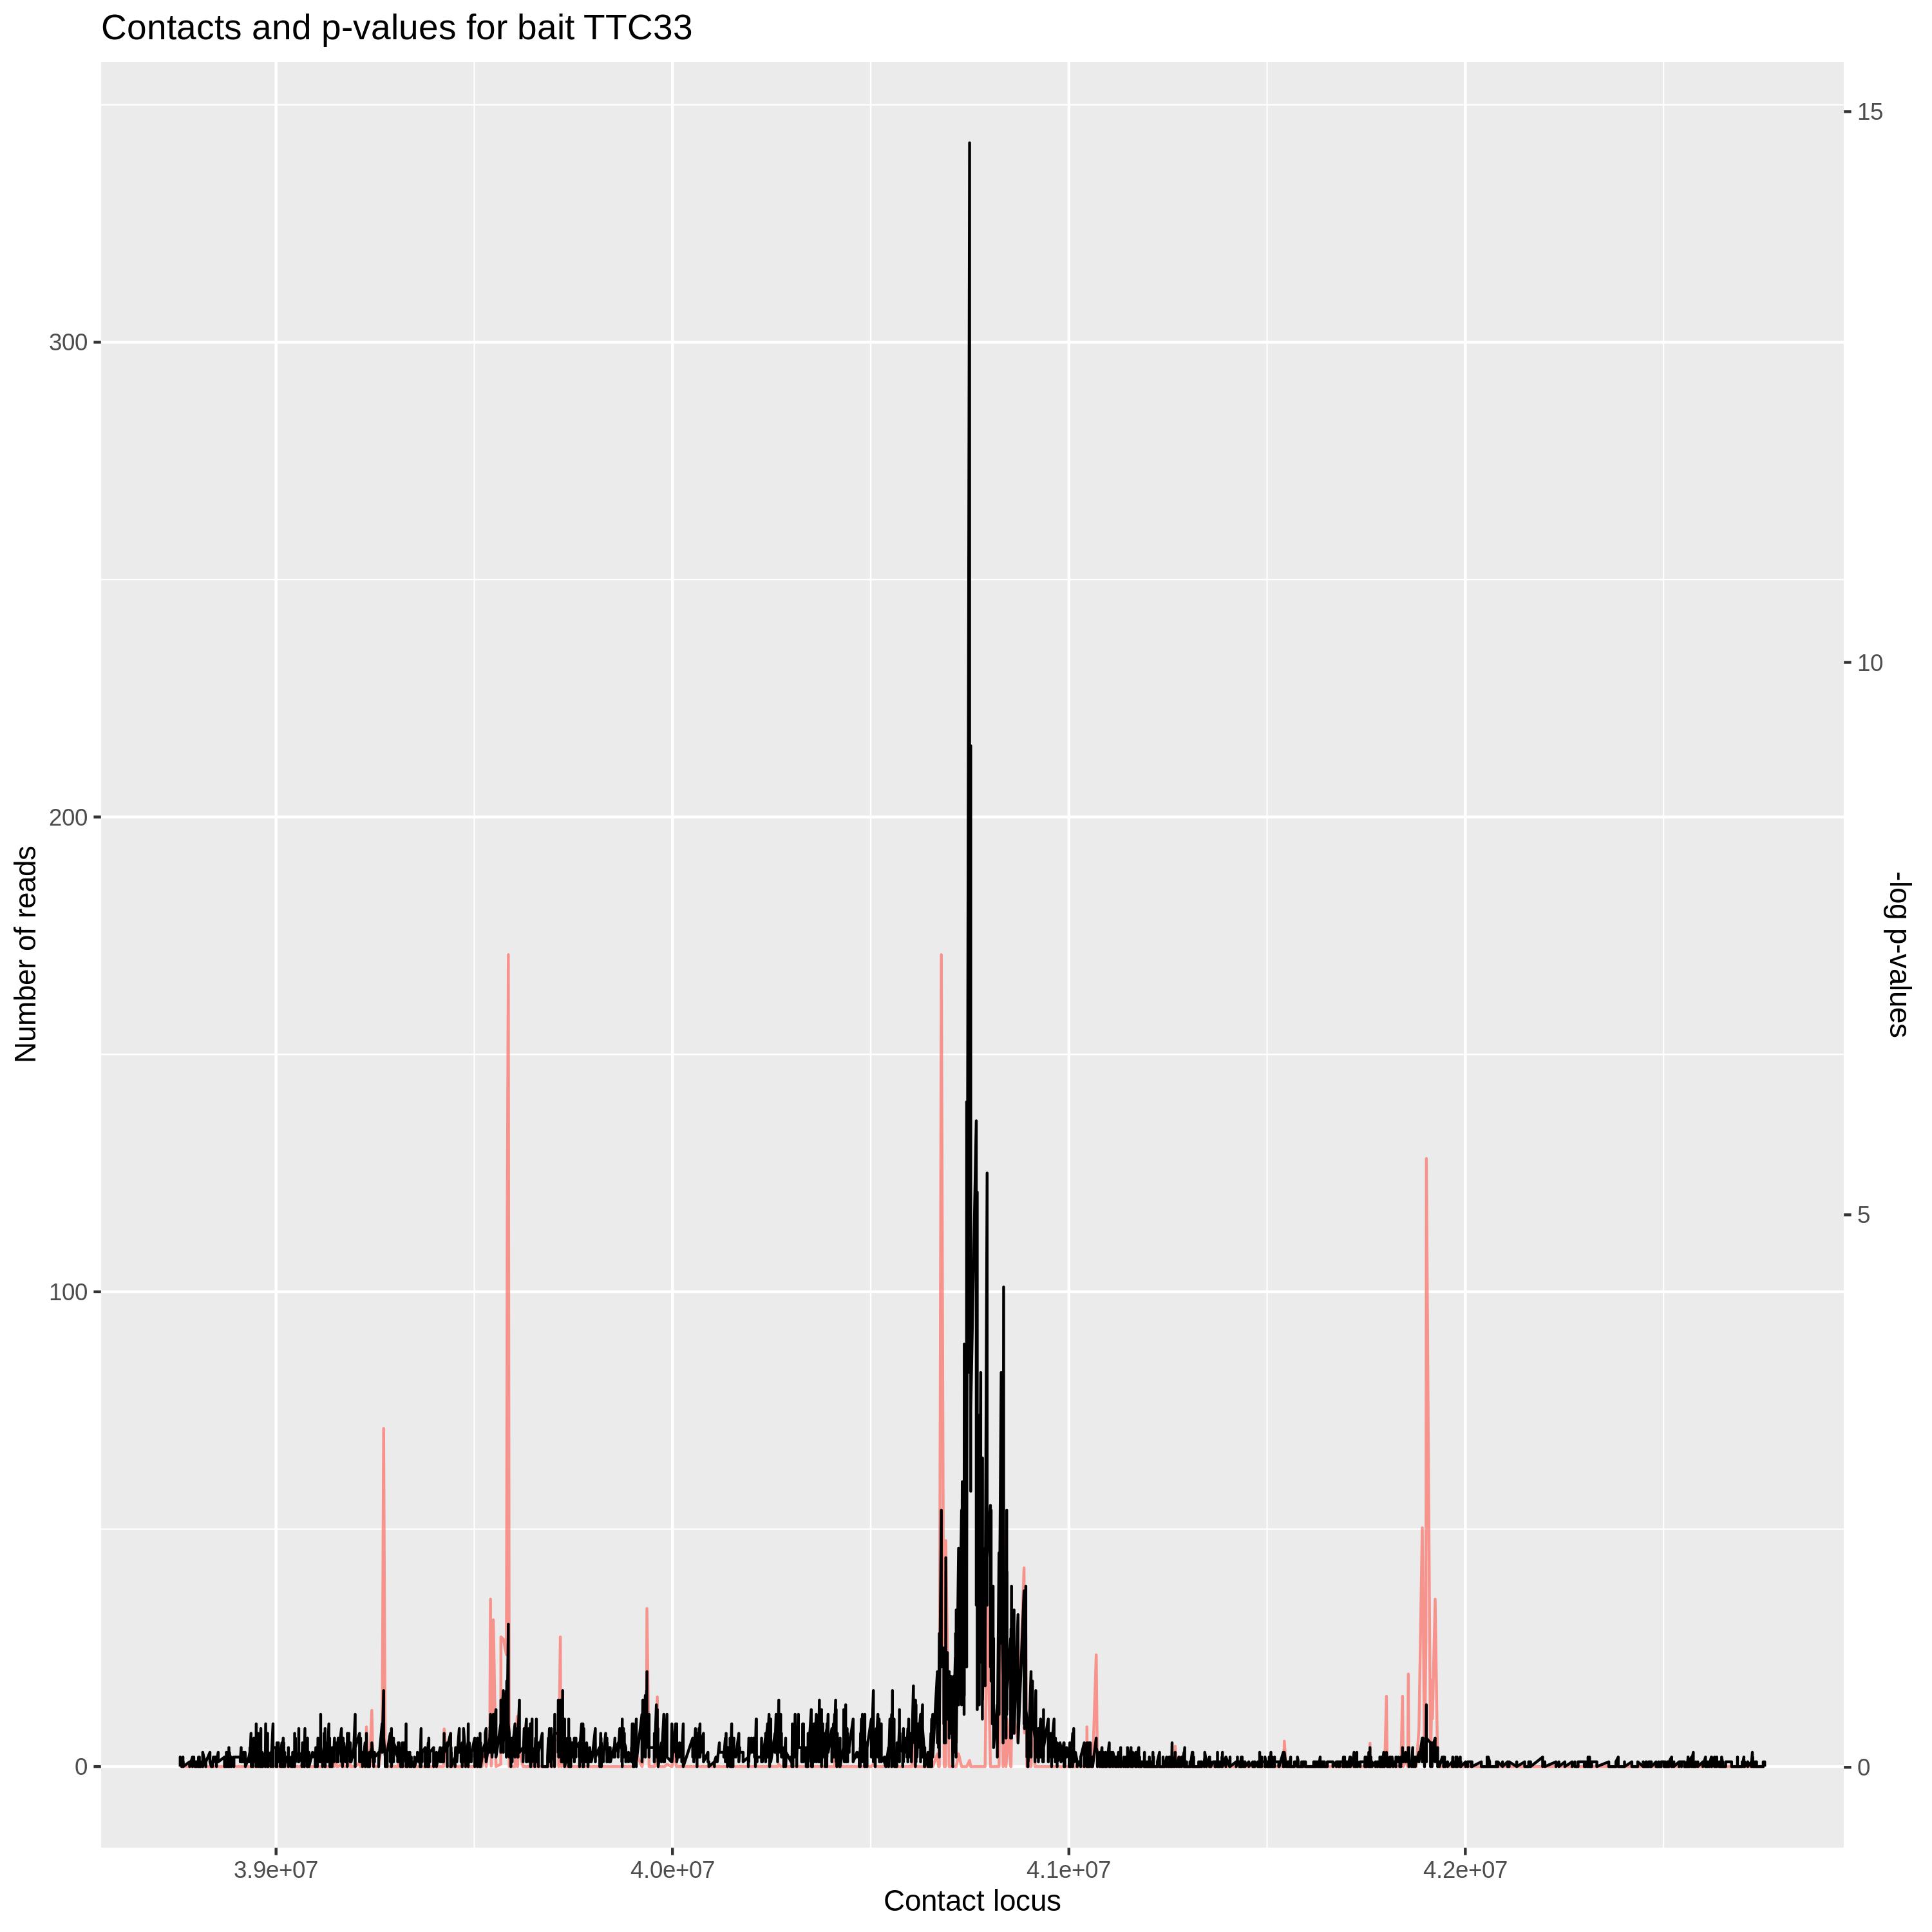 Contacts and p-values for bait TTC33
Number of reads
300
200
100
0
15
10
5
0
-log p-values
3.9e+07 4.0e+07 4.1e+07 4.2e+07
Contact locus